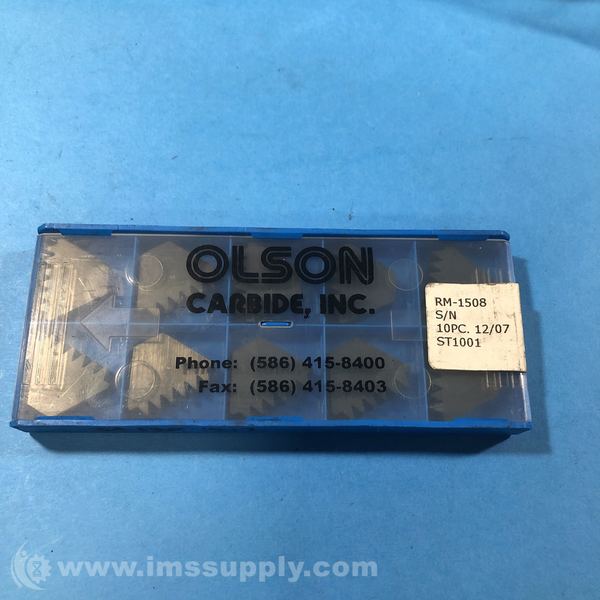 OLSON
CARBIDE, INC.
Phone: (586) 415-8400
Fax: (586) 415-8403
RM-1508
S/N
10PC. 12/07
ST1001
www.imssupply.com